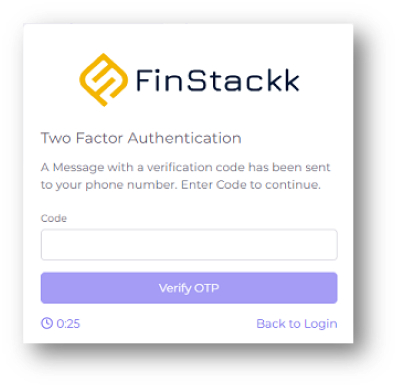 FinStackk
Two Factor Authentication
A Message with a verification code has been sent
to your phone number. Enter Code to continue.
Code
Verify OTP
0:25 Back to Login